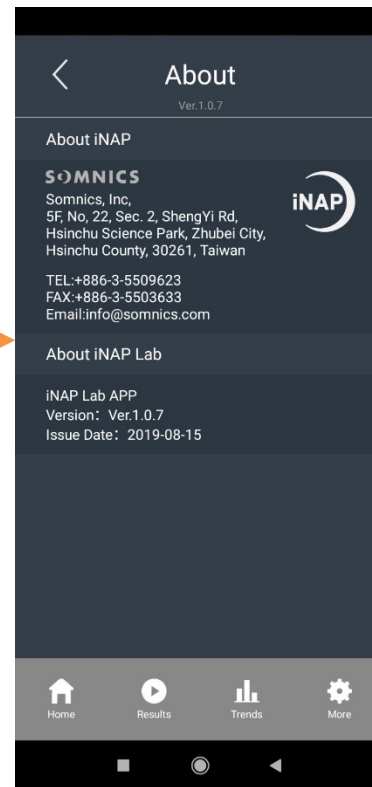 About
Ver.1.0.7
About iNAP
SOMNICS
Somnics, Inc,
5F, No, 22, Sec. 2, ShengYi Rd,
Hsinchu Science Park, Zhubei City,
Hsinchu County, 30261, Taiwan
iNAP
TEL:+886-3-5509623
FAX:+886-3-5503633
Email:info@somnics.com
About iNAP Lab
iNAP Lab APP
Version：Ver.1.0.7
Issue Date：2019-08-15
Home Results Trends More